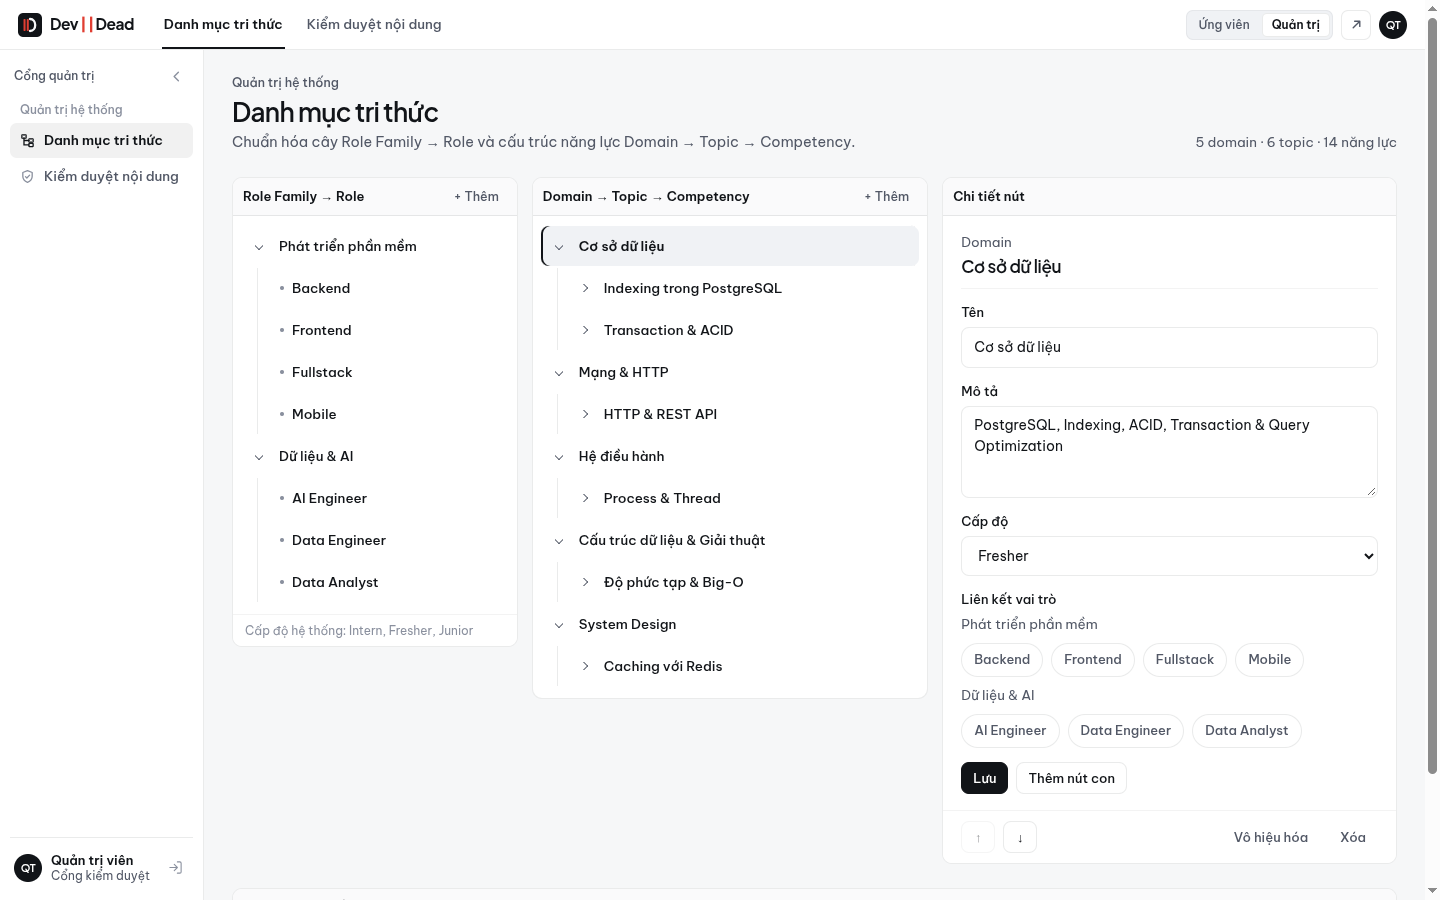 Dev||Dead
Danh mục tri thức
Kiểm duyệt nội dung
Ứng viên
Quản trị
QT
Cổng quản trị
Quản trị hệ thống
Danh mục tri thức
Kiểm duyệt nội dung
Quản trị hệ thống
Danh mục tri thức
Chuẩn hóa cây Role Family → Role và cấu trúc năng lực Domain → Topic → Competency.
5 domain · 6 topic · 14 năng lực
Role Family → Role
+ Thêm
Phát triển phần mềm
Backend
Frontend
Fullstack
Mobile
Dữ liệu & AI
AI Engineer
Data Engineer
Data Analyst
Cấp độ hệ thống: Intern, Fresher, Junior
Domain → Topic → Competency
+ Thêm
Cơ sở dữ liệu
Indexing trong PostgreSQL
Transaction & ACID
Mạng & HTTP
HTTP & REST API
Hệ điều hành
Process & Thread
Cấu trúc dữ liệu & Giải thuật
Độ phức tạp & Big-O
System Design
Caching với Redis
Chi tiết nút
Domain
Cơ sở dữ liệu
Tên
Cơ sở dữ liệu
Mô tả
PostgreSQL, Indexing, ACID, Transaction & Query
Optimization
Cấp độ
Fresher
Liên kết vai trò
Phát triển phần mềm
Backend
Frontend
Fullstack
Mobile
Dữ liệu & AI
AI Engineer
Data Engineer
Data Analyst
Lưu
Thêm nút con
↑
↓
Vô hiệu hóa
Xóa
QT
Quản trị viên
Cổng kiểm duyệt